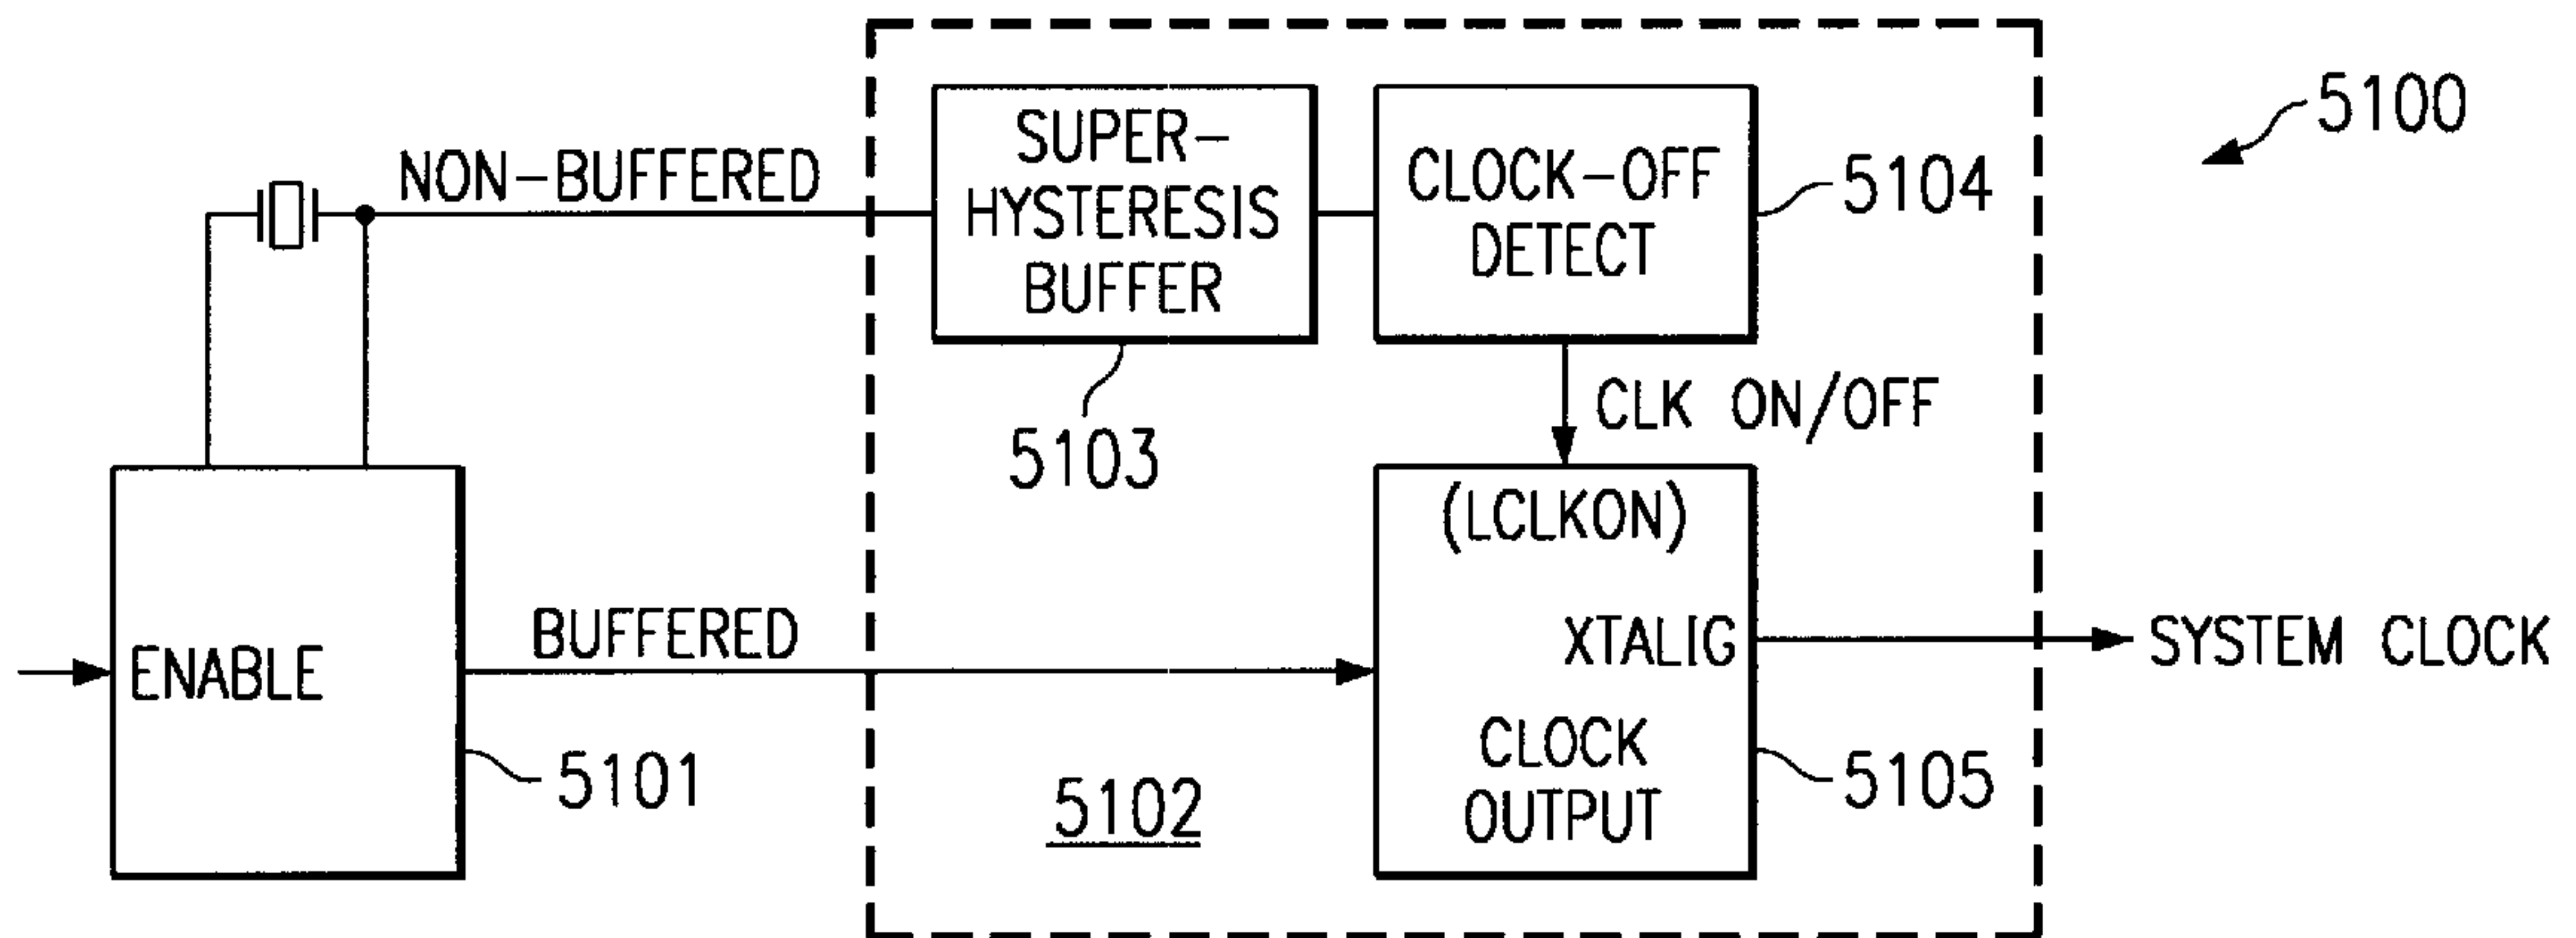 5100
NON-BUFFERED
SUPER-
HYSTERESIS
BUFFER
5103
CLOCK-OFF
DETECT
5104
CLK ON/OFF
ENABLE
5101
BUFFERED
5102
(LCLKON)
XTALIG
CLOCK
OUTPUT
5105
SYSTEM CLOCK